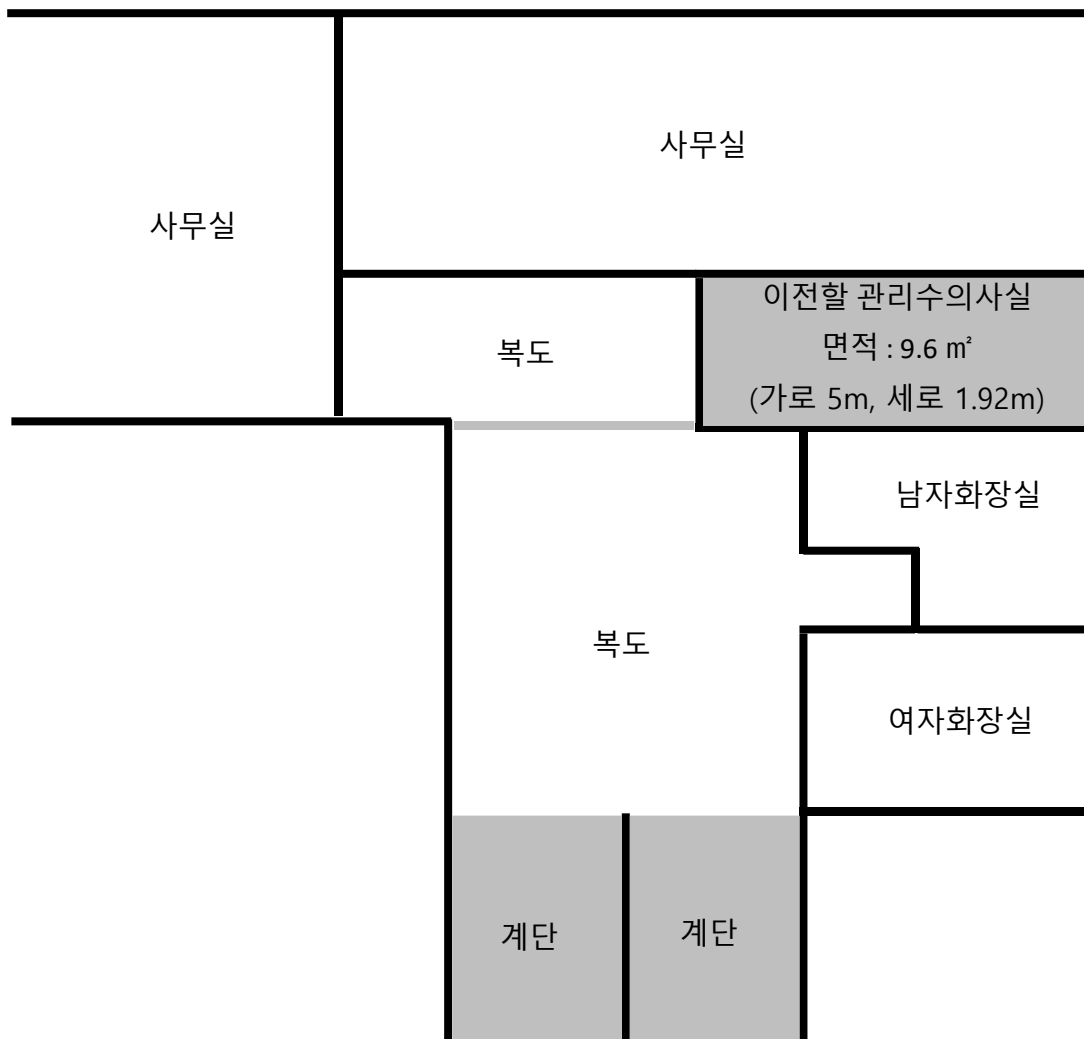 사무실
사무실
이전할 관리수의사실
면적 : 9.6 ㎡
(가로 5m, 세로 1.92m)
복도
남자화장실
복도
여자화장실
계단
계단